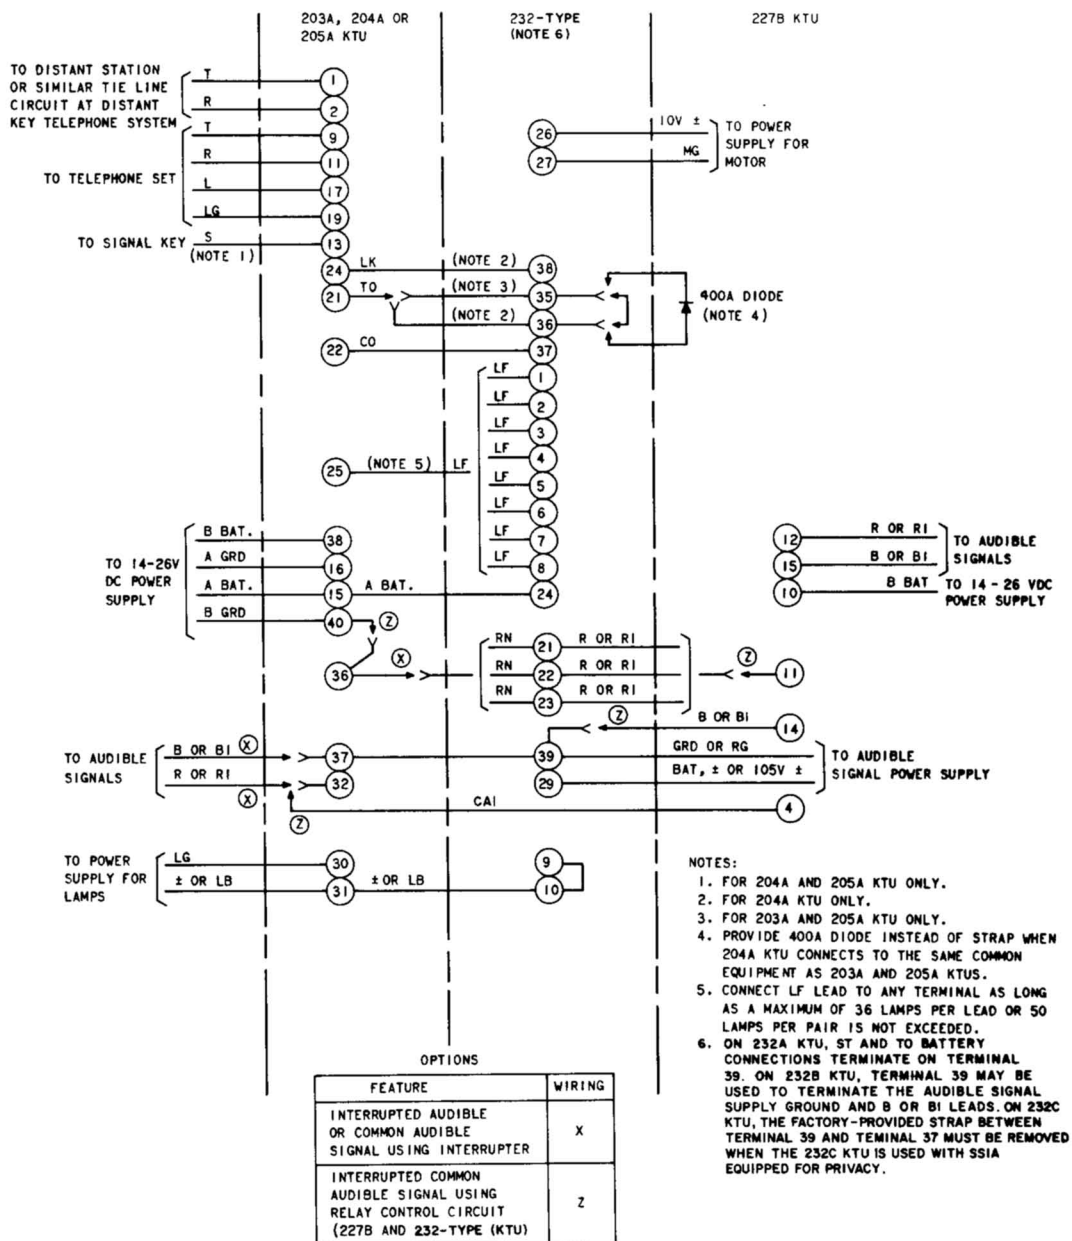 203A, 204A OR
205A KTU
232-TYPE
(NOTE 6)
227B KTU
TO DISTANT STATION
OR SIMILAR TIE LINE
CIRCUIT AT DISTANT
KEY TELEPHONE SYSTEM
T
1
R
2
TO TELEPHONE SET
T
9
R
11
L
17
LG
19
TO SIGNAL KEY
S
(NOTE 1)
13
26
10V ±
27
MG
TO POWER
SUPPLY FOR
MOTOR
24
LK
(NOTE 2)
38
21
TO
(NOTE 3)
35
(NOTE 2)
36
400A DIODE
(NOTE 4)
22
CO
37
25
(NOTE 5)
LF
LF
1
LF
2
LF
3
LF
4
LF
5
LF
6
LF
7
LF
8
TO 14-26V
DC POWER
SUPPLY
B BAT.
38
A GRD
16
A BAT.
15
A BAT.
24
B GRD
40
Z
12
R OR RI
15
B OR BI
TO AUDIBLE
SIGNALS
10
B BAT
TO 14 - 26 VDC
POWER SUPPLY
36
X
RN
21
R OR RI
RN
22
R OR RI
RN
23
R OR RI
Z
11
Z
B OR BI
14
TO AUDIBLE
SIGNALS
B OR BI
X
37
39
GRD OR RG
R OR RI
X
32
29
BAT, ± OR 105V ±
TO AUDIBLE
SIGNAL POWER SUPPLY
Z
CAI
4
TO POWER
SUPPLY FOR
LAMPS
LG
30
9
± OR LB
31
± OR LB
10
NOTES:
1. FOR 204A AND 205A KTU ONLY.
2. FOR 204A KTU ONLY.
3. FOR 203A AND 205A KTU ONLY.
4. PROVIDE 400A DIODE INSTEAD OF STRAP WHEN
204A KTU CONNECTS TO THE SAME COMMON
EQUIPMENT AS 203A AND 205A KTUS.
5. CONNECT LF LEAD TO ANY TERMINAL AS LONG
AS A MAXIMUM OF 36 LAMPS PER LEAD OR 50
LAMPS PER PAIR IS NOT EXCEEDED.
6. ON 232A KTU, ST AND TO BATTERY
CONNECTIONS TERMINATE ON TERMINAL
39. ON 232B KTU, TERMINAL 39 MAY BE
USED TO TERMINATE THE AUDIBLE SIGNAL
SUPPLY GROUND AND B OR BI LEADS. ON 232C
KTU, THE FACTORY-PROVIDED STRAP BETWEEN
TERMINAL 39 AND TEMINAL 37 MUST BE REMOVED
WHEN THE 232C KTU IS USED WITH SSIA
EQUIPPED FOR PRIVACY.
OPTIONS
FEATURE
WIRING
INTERRUPTED AUDIBLE
OR COMMON AUDIBLE
SIGNAL USING INTERRUPTER
X
INTERRUPTED COMMON
AUDIBLE SIGNAL USING
RELAY CONTROL CIRCUIT
(227B AND 232-TYPE (KTU)
Z